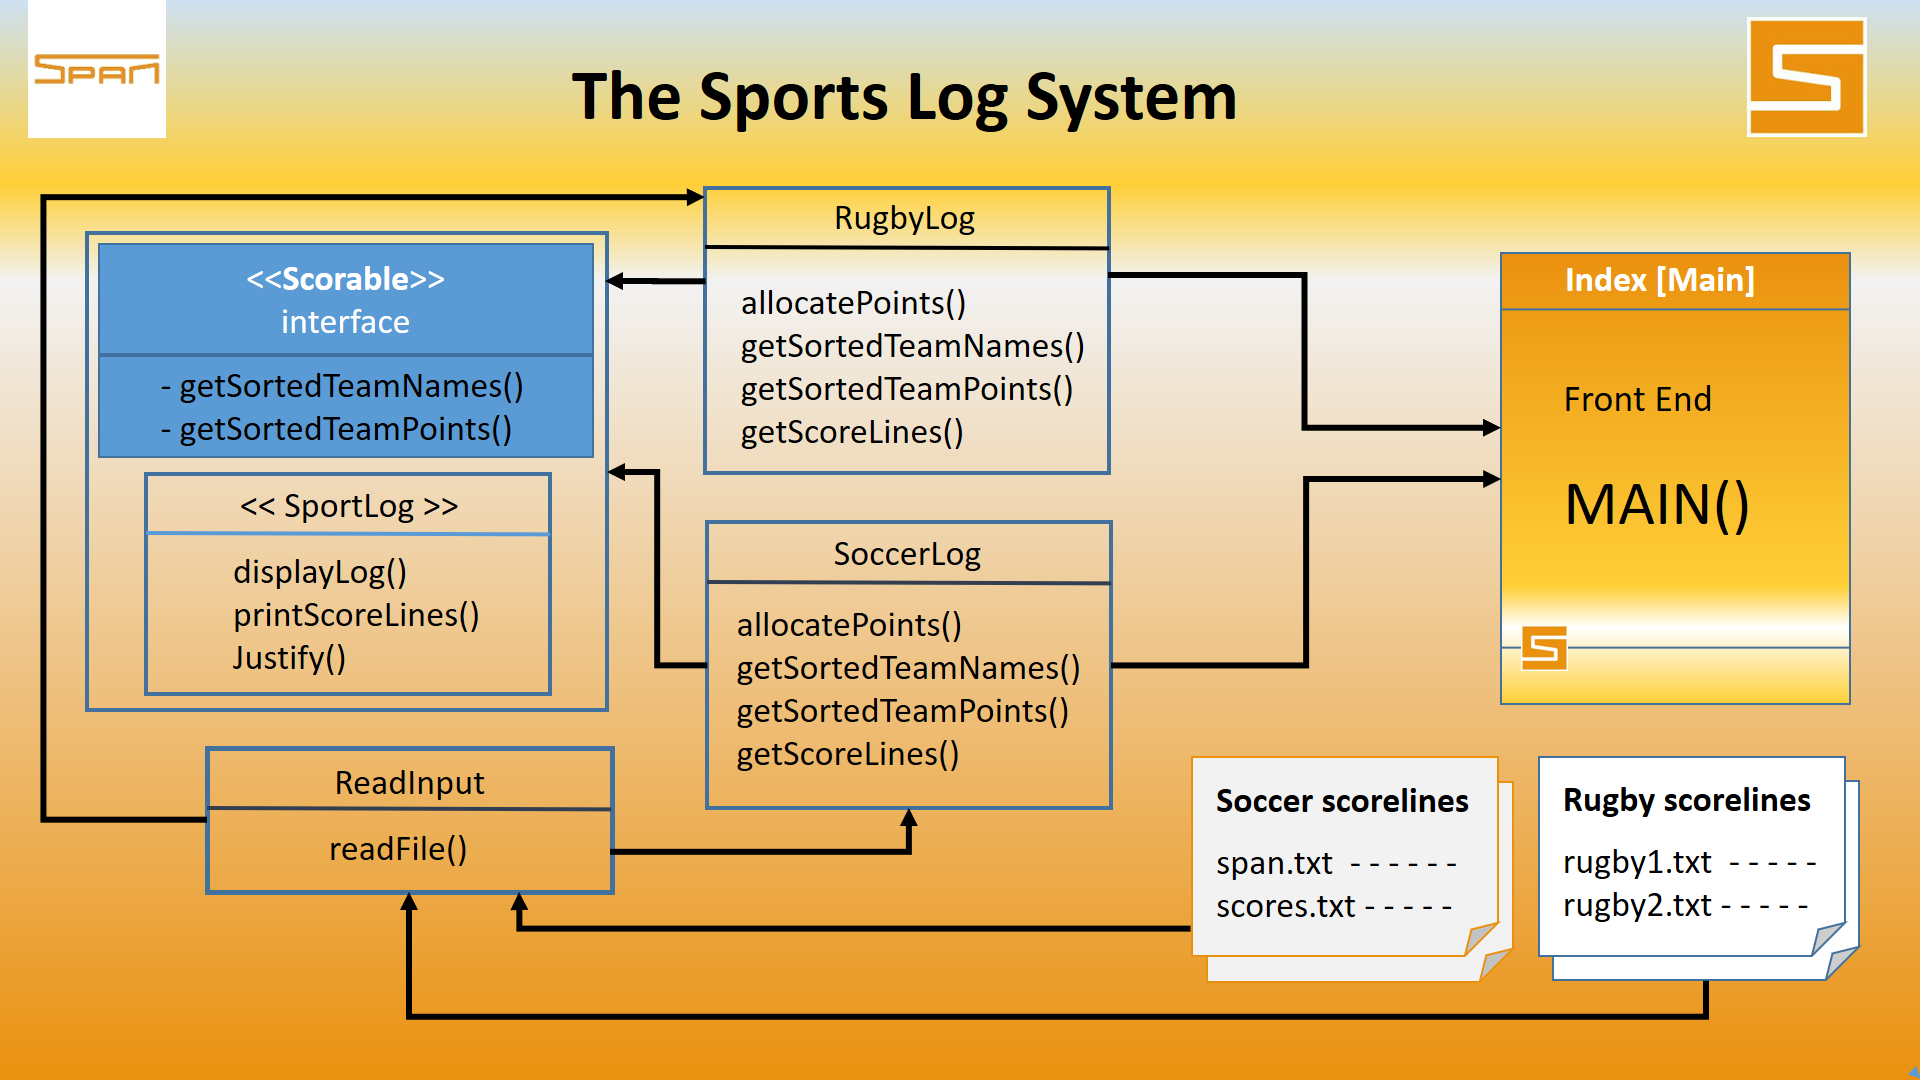 SPAN
The Sports Log System
S
<<Scorable>>
interface
- getSortedTeamNames()
- getSortedTeamPoints()
<< SportLog >>
displayLog()
printScoreLines()
Justify()
RugbyLog
allocatePoints()
getSortedTeamNames()
getSortedTeamPoints()
getScoreLines()
SoccerLog
allocatePoints()
getSortedTeamNames()
getSortedTeamPoints()
getScoreLines()
Index [Main]
Front End
MAIN()
S
ReadInput
readFile()
Soccer scorelines
span.txt - - - - - -
scores.txt - - - - -
Rugby scorelines
rugby1.txt - - - - -
rugby2.txt - - - - -